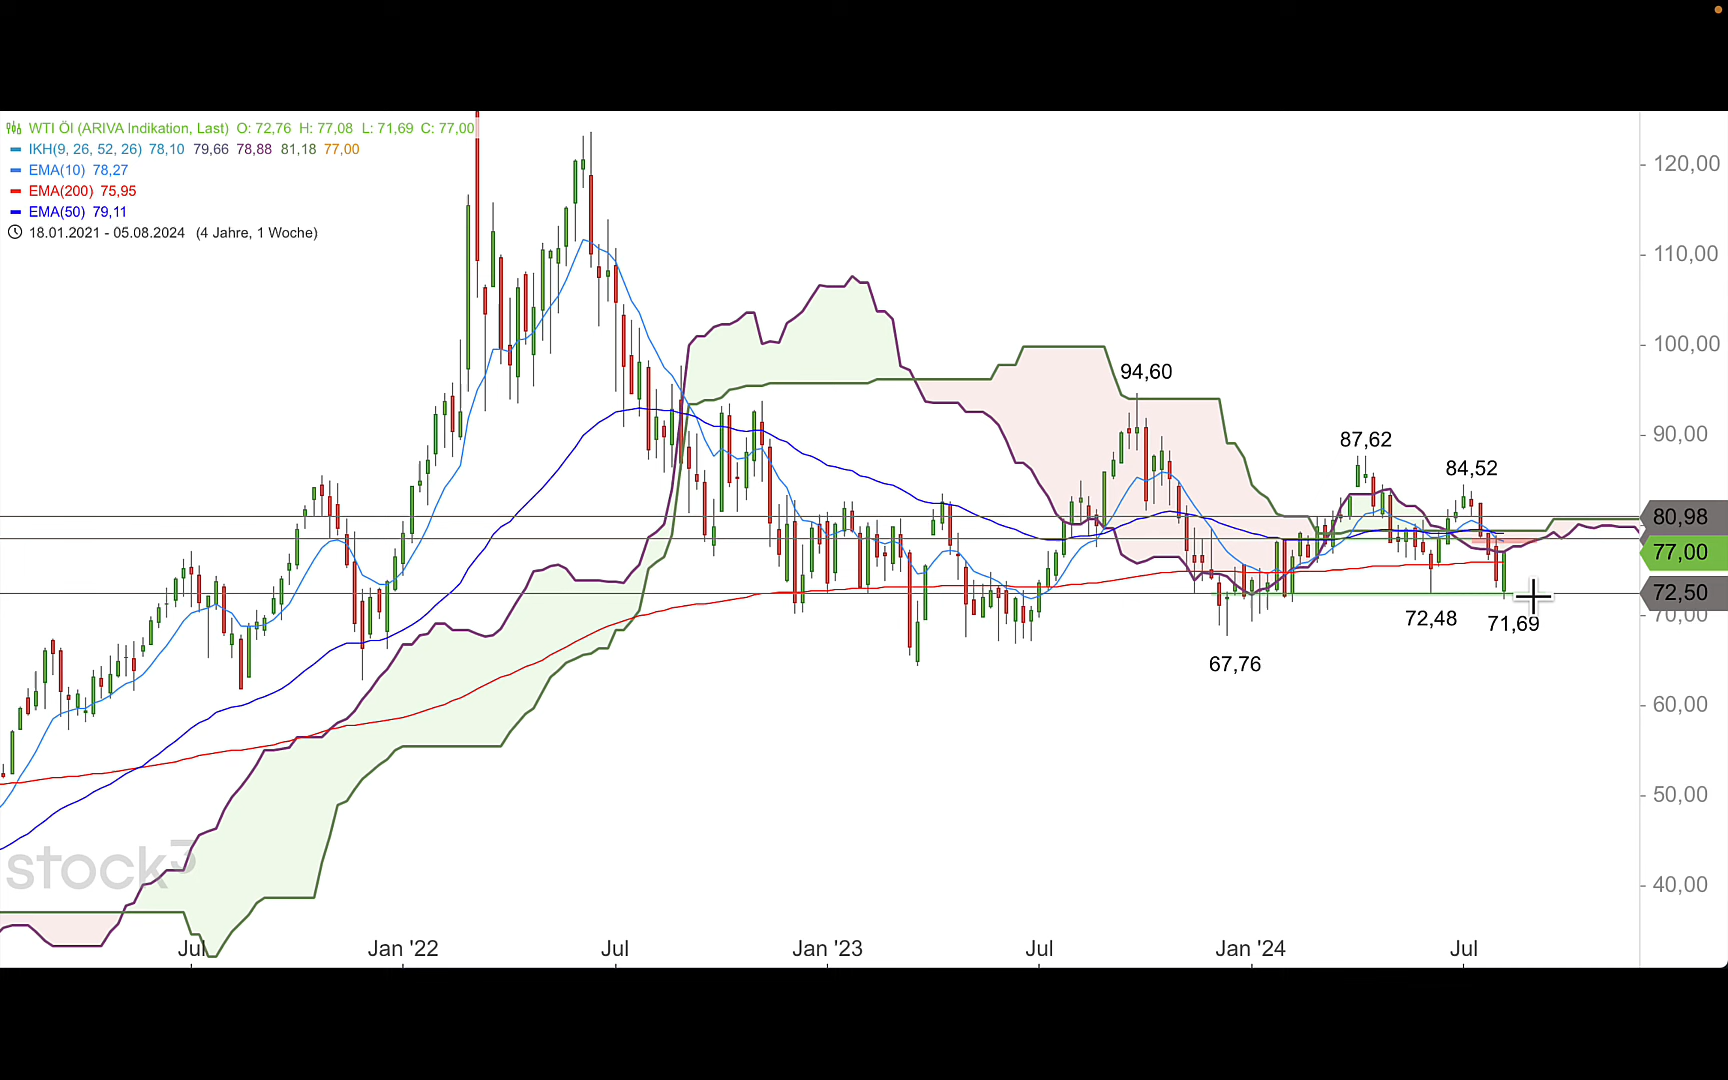 WTI Öl (ARIVA Indikation, Last) O: 72,76 H: 77,08 L: 71,69 C: 77,00
IKH(9, 26, 52, 26) 78,10 79,66 78,88 81,18 77,00
EMA(10) 78,27
EMA(200) 75,95
EMA(50) 79,11
18.01.2021 - 05.08.2024 (4 Jahre, 1 Woche)
120,00
110,00
100,00
94,60
90,00
87,62
84,52
80,98
77,00
72,50
70,00
72,48
71,69
67,76
60,00
50,00
40,00
stock3
Jul Jan '22 Jul Jan '23 Jul Jan '24 Jul